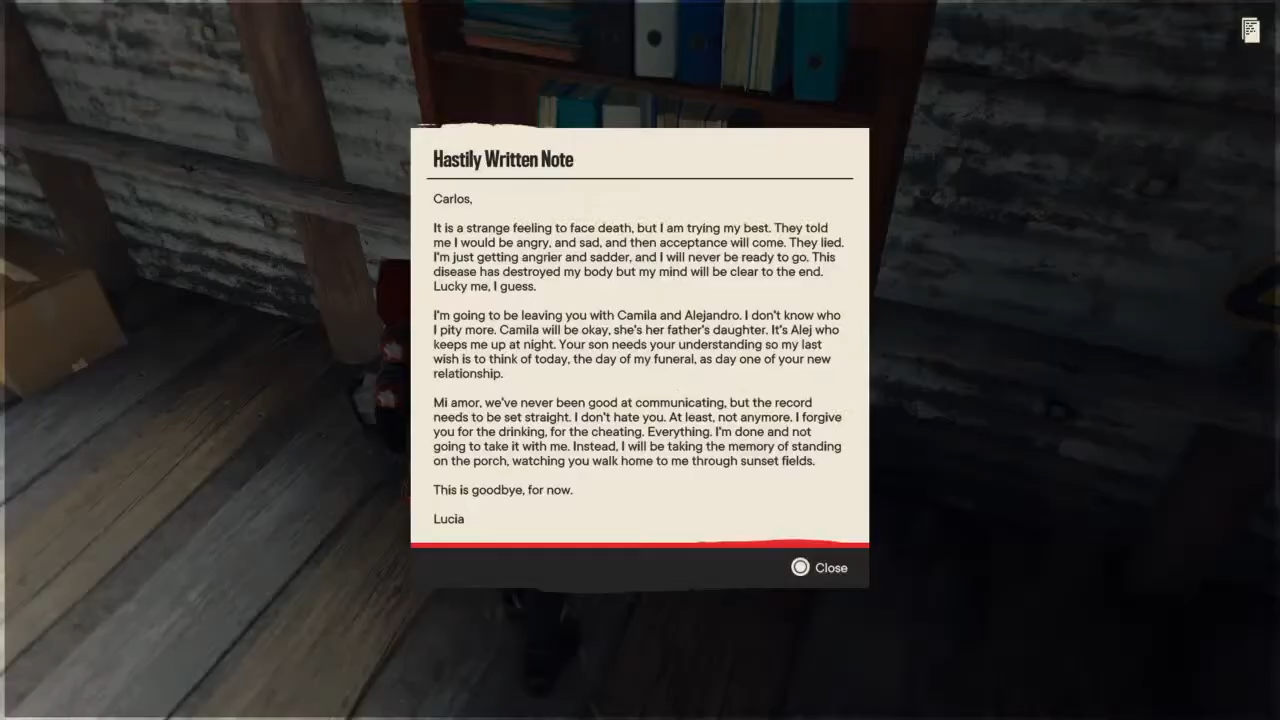 Hastily Written Note
Carlos,
It is a strange feeling to face death, but I am trying my best. They told
me I would be angry, and sad, and then acceptance will come. They lied.
I'm just getting angrier and sadder, and I will never be ready to go. This
disease has destroyed my body but my mind will be clear to the end.
Lucky me, I guess.
I'm going to be leaving you with Camila and Alejandro. I don't know who
I pity more. Camila will be okay, she's her father's daughter. It's Alej who
keeps me up at night. Your son needs your understanding so my last
wish is to think of today, the day of my funeral, as day one of your new
relationship.
Mi amor, we've never been good at communicating, but the record
needs to be set straight. I don't hate you. At least, not anymore. I forgive
you for the drinking, for the cheating. Everything. I'm done and not
going to take it with me. Instead, I will be taking the memory of standing
on the porch, watching you walk home to me through sunset fields.
This is goodbye, for now.
Lucia
Close